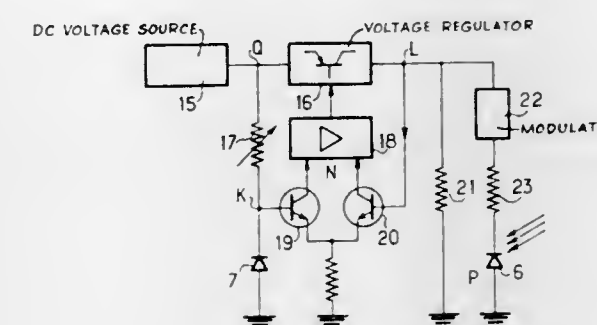 DC VOLTAGE SOURCE
Q
VOLTAGE REGULATOR
L
15
16
22
MODULAT
17
18
N
21
23
K
19
20
7
P
6